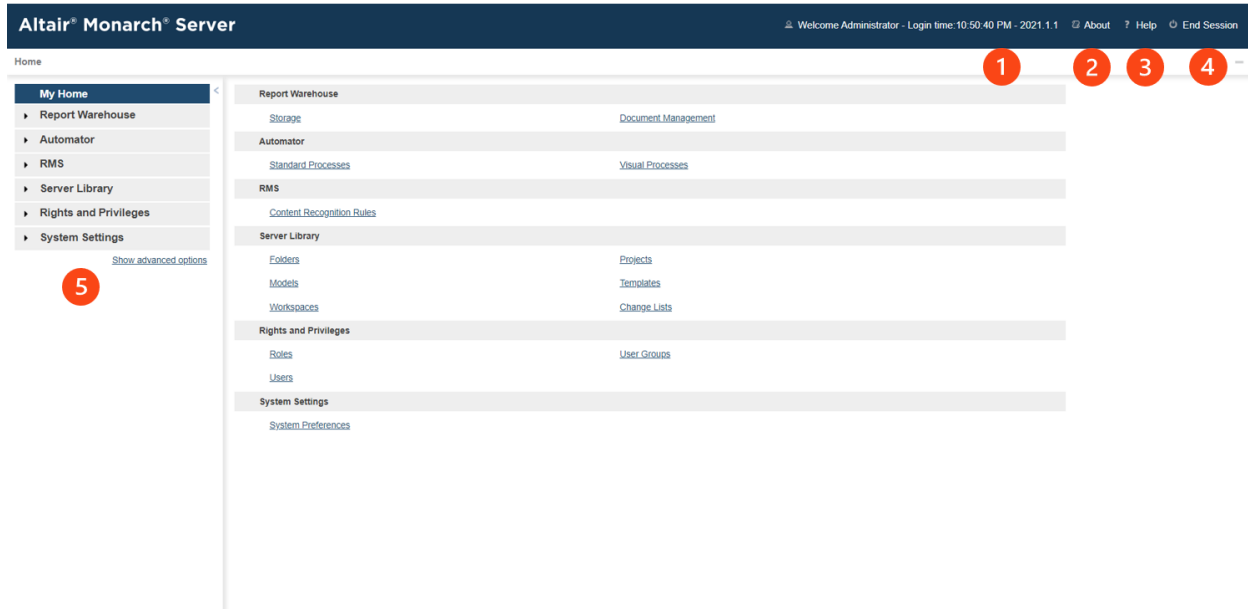 Altair® Monarch® Server
Welcome Administrator - Login time:10:50:40 PM - 2021.1.1 About ? Help End Session
Home
1 2 3 4
My Home
Report Warehouse
Automator
RMS
Server Library
Rights and Privileges
System Settings
Show advanced options
5
Report Warehouse
Storage Document Management
Automator
Standard Processes Visual Processes
RMS
Content Recognition Rules
Server Library
Folders Projects
Models Templates
Workspaces Change Lists
Rights and Privileges
Roles User Groups
Users
System Settings
System Preferences